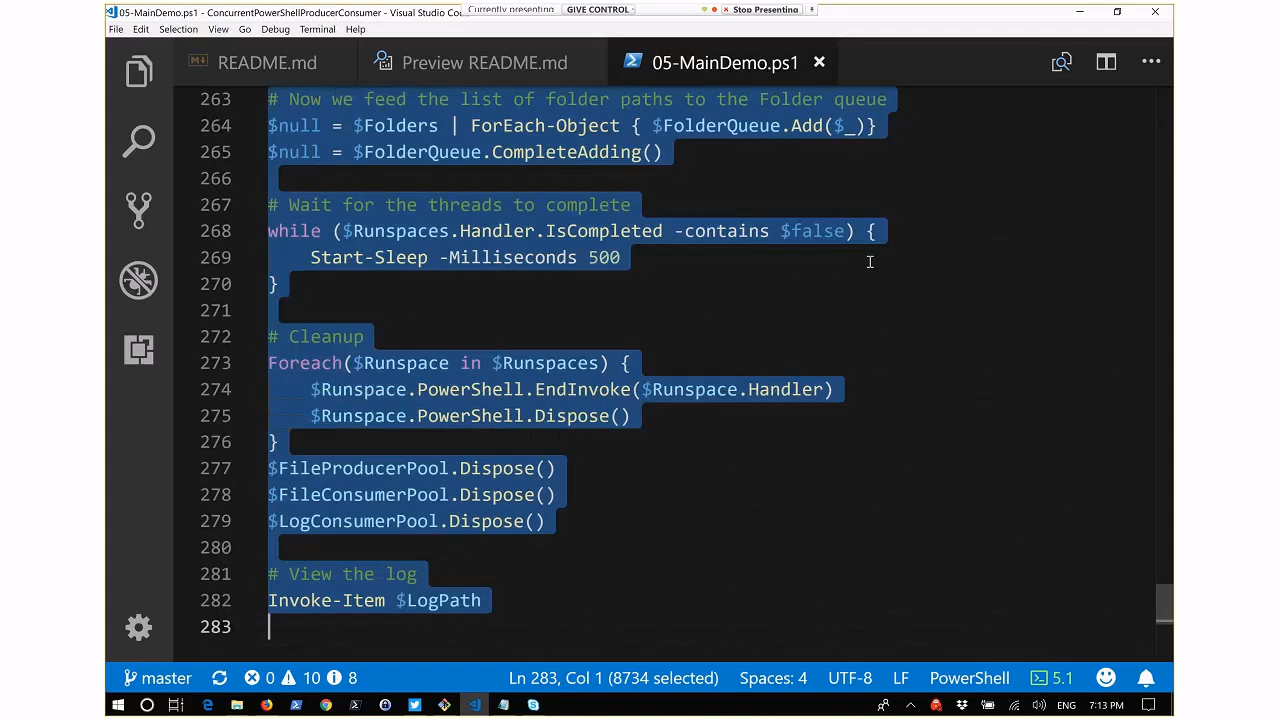 05-MainDemo.ps1 - ConcurrentPowerShellProducerConsumer - Visual Studio Co
Currently presenting GIVE CONTROL Stop Presenting
File Edit Selection View Go Debug Terminal Help
README.md Preview README.md 05-MainDemo.ps1
263 # Now we feed the list of folder paths to the Folder queue
264 $null = $Folders | ForEach-Object { $FolderQueue.Add($_)}
265 $null = $FolderQueue.CompleteAdding()
266
267 # Wait for the threads to complete
268 while ($Runspaces.Handler.IsCompleted -contains $false) {
269 Start-Sleep -Milliseconds 500
270 }
271
272 # Cleanup
273 Foreach($Runspace in $Runspaces) {
274 $Runspace.PowerShell.EndInvoke($Runspace.Handler)
275 $Runspace.PowerShell.Dispose()
276 }
277 $FileProducerPool.Dispose()
278 $FileConsumerPool.Dispose()
279 $LogConsumerPool.Dispose()
280
281 # View the log
282 Invoke-Item $LogPath
283
master 0 10 8 Ln 283, Col 1 (8734 selected) Spaces: 4 UTF-8 LF PowerShell 5.1
ENG 7:13 PM